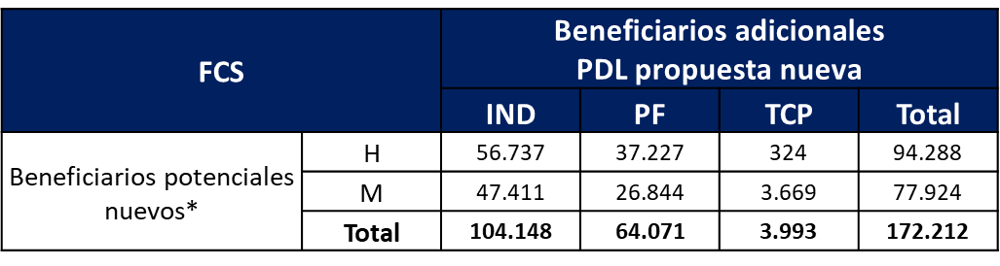 FCS
Beneficiarios adicionales
PDL propuesta nueva
IND PF TCP Total
Beneficiarios potenciales
nuevos*
H 56.737 37.227 324 94.288
M 47.411 26.844 3.669 77.924
Total 104.148 64.071 3.993 172.212